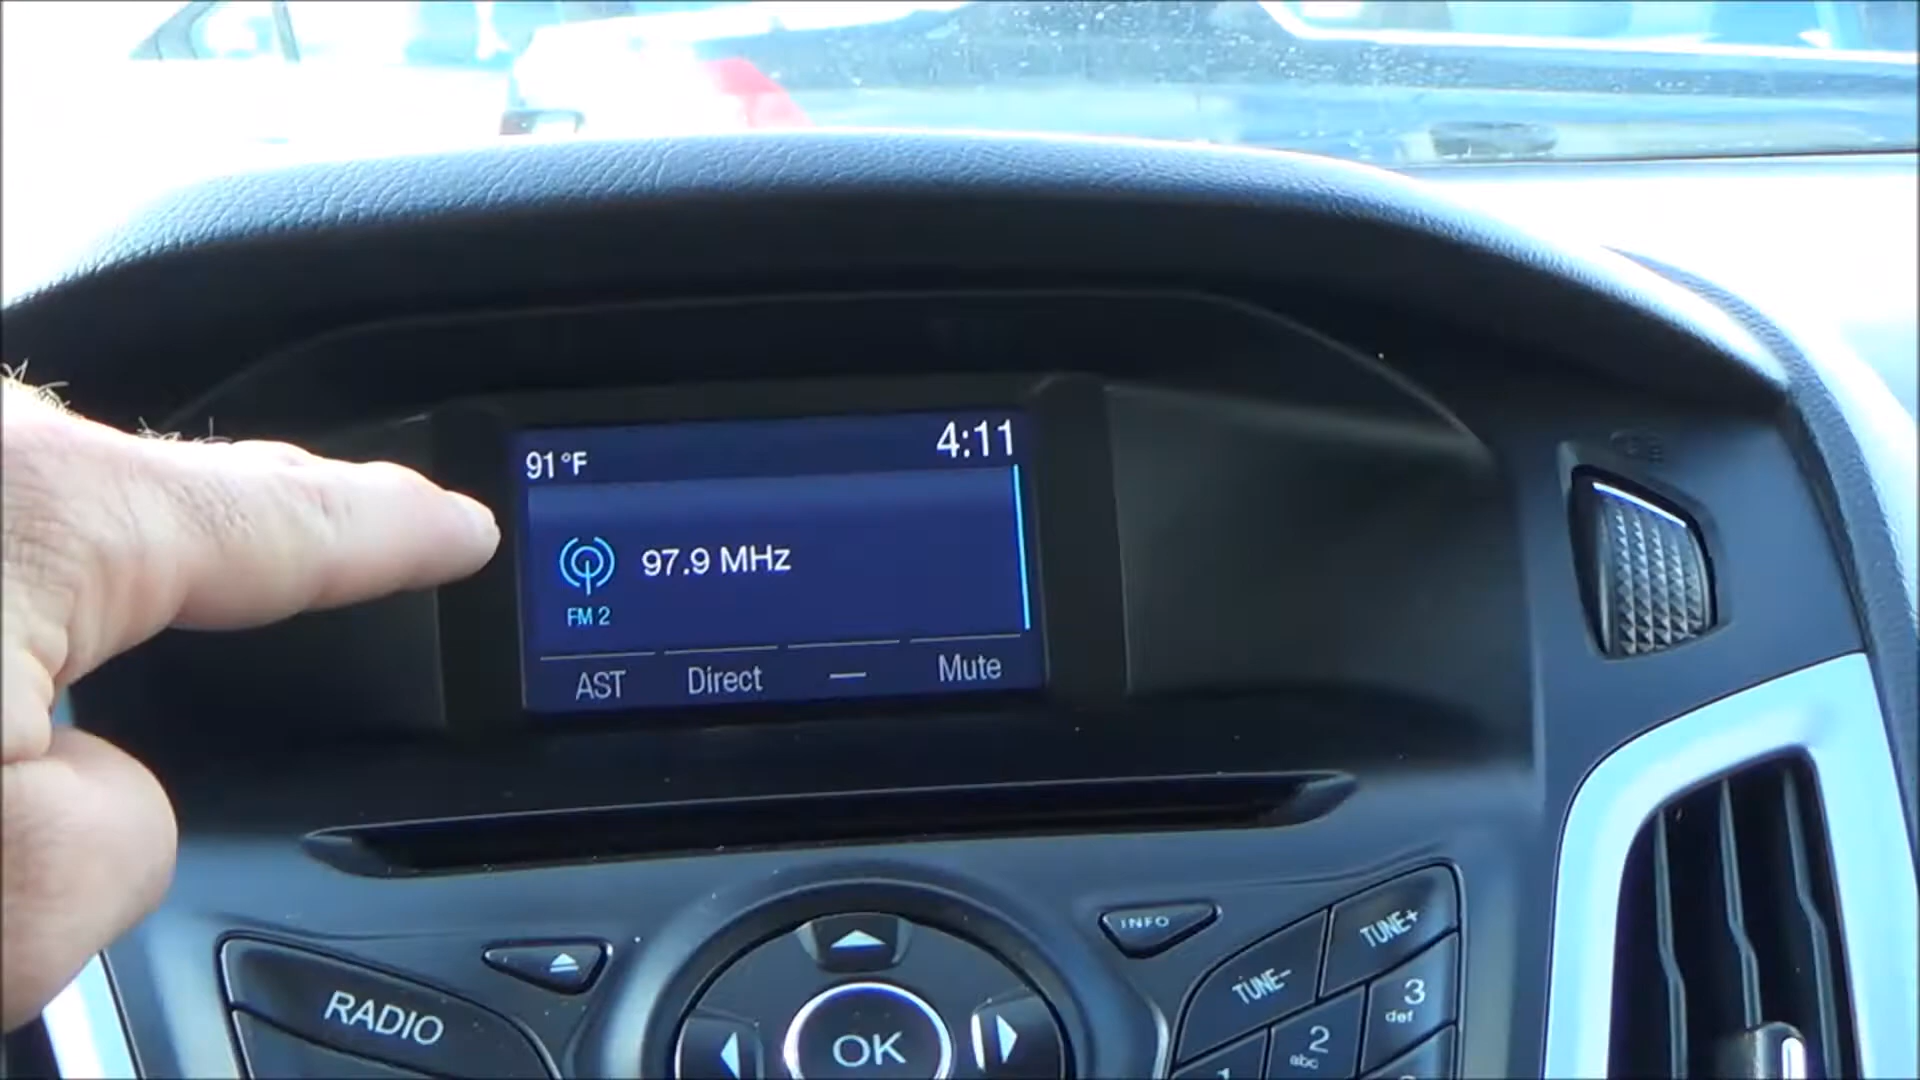 91°F
4:11
97.9 MHz
FM 2
AST Direct — Mute
INFO
TUNE- TUNE+
RADIO
OK
2 abc
3 def
1